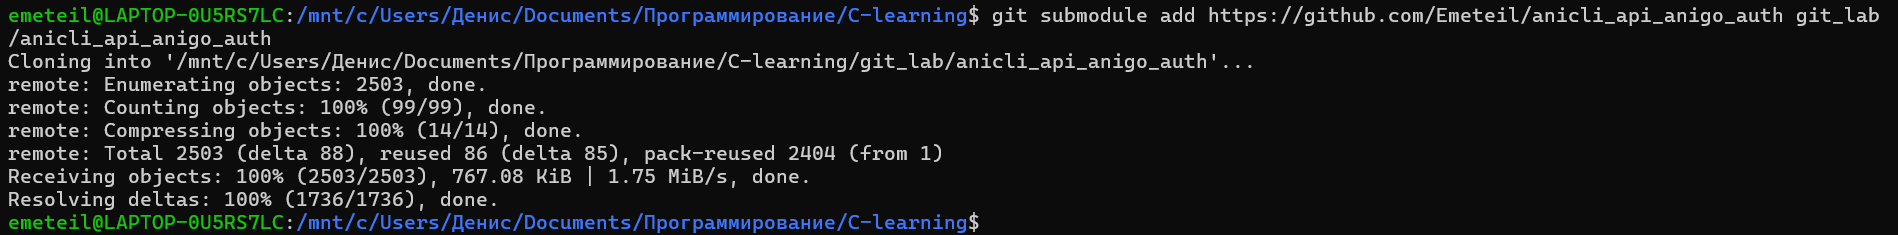 emeteil@LAPTOP-0U5RS7LC:/mnt/c/Users/Денис/Documents/Программирование/C-learning$ git submodule add https://github.com/Emeteil/anicli_api_anigo_auth git_lab
/anicli_api_anigo_auth
Cloning into '/mnt/c/Users/Денис/Documents/Программирование/C-learning/git_lab/anicli_api_anigo_auth'...
remote: Enumerating objects: 2503, done.
remote: Counting objects: 100% (99/99), done.
remote: Compressing objects: 100% (14/14), done.
remote: Total 2503 (delta 88), reused 86 (delta 85), pack-reused 2404 (from 1)
Receiving objects: 100% (2503/2503), 767.08 KiB | 1.75 MiB/s, done.
Resolving deltas: 100% (1736/1736), done.
emeteil@LAPTOP-0U5RS7LC:/mnt/c/Users/Денис/Documents/Программирование/C-learning$